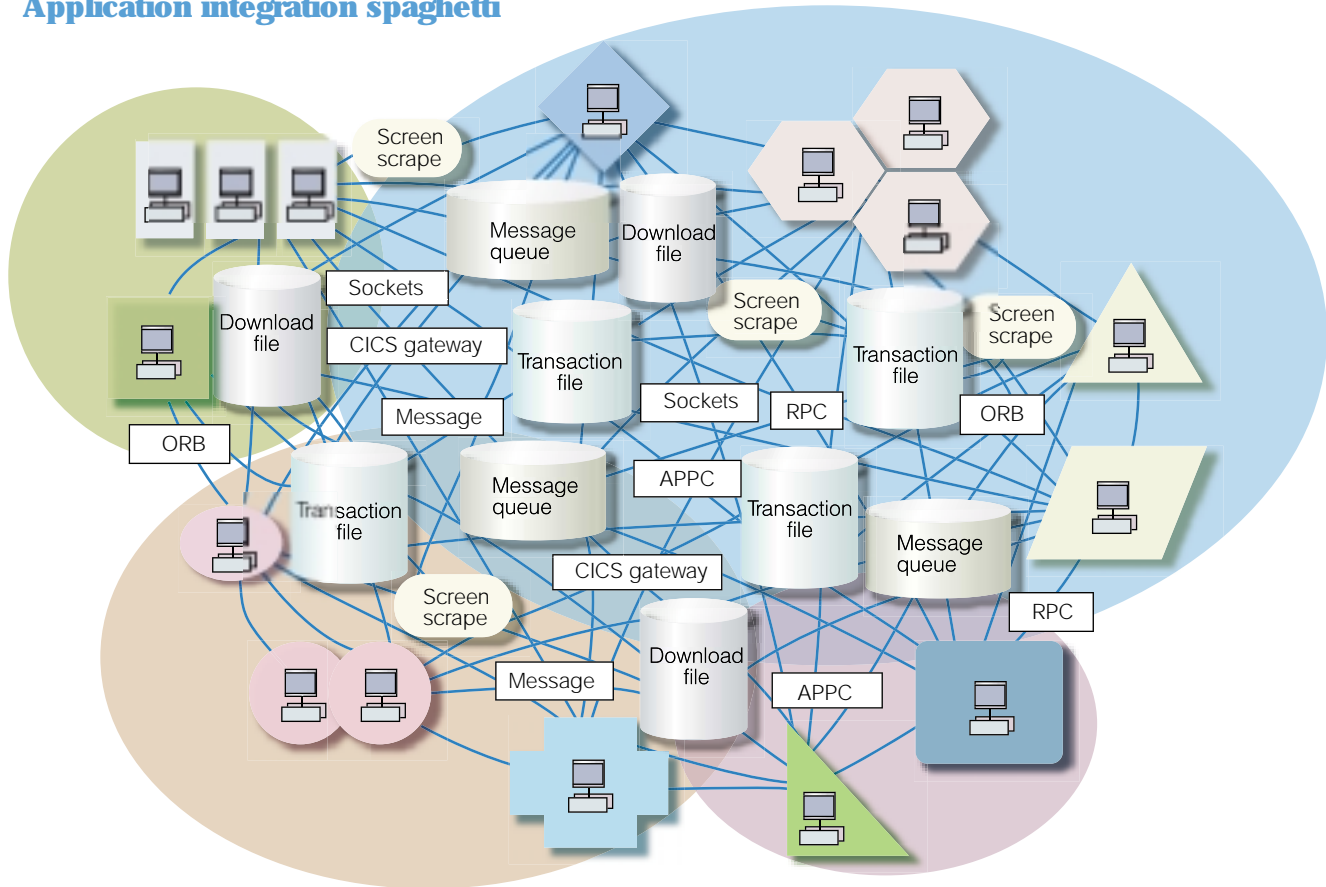 Application integration spaghetti
Screen
scrape
Message
queue
Download
file
Sockets
Download
file
CICS gateway
Screen
scrape
Screen
scrape
Transaction
file
Transaction
file
Message
Sockets
RPC
ORB
ORB
Transaction
file
Message
queue
APPC
Transaction
file
Message
queue
CICS gateway
Screen
scrape
RPC
Download
file
Message
APPC